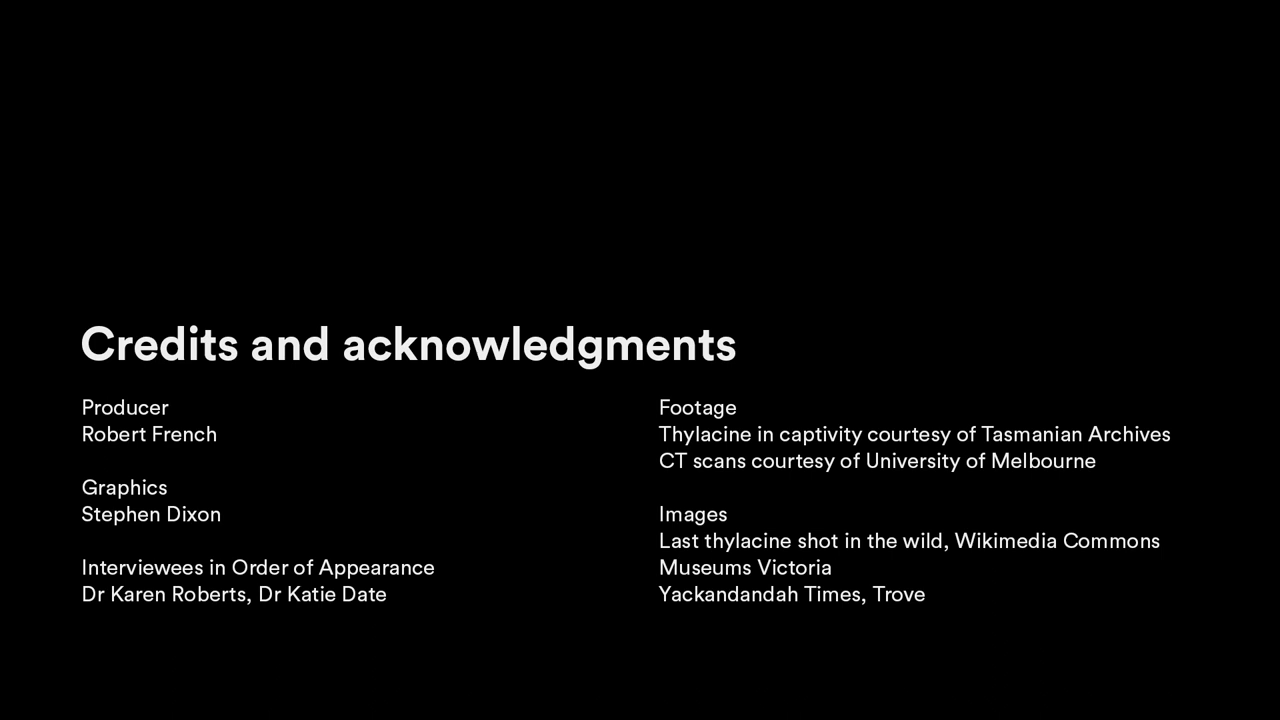 Credits and acknowledgments
Producer
Robert French
Graphics
Stephen Dixon
Interviewees in Order of Appearance
Dr Karen Roberts, Dr Katie Date
Footage
Thylacine in captivity courtesy of Tasmanian Archives
CT scans courtesy of University of Melbourne
Images
Last thylacine shot in the wild, Wikimedia Commons
Museums Victoria
Yackandandah Times, Trove